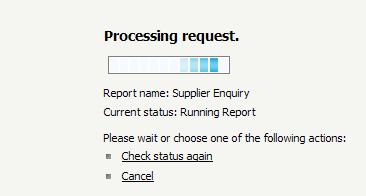 Processing request.
Report name: Supplier Enquiry
Current status: Running Report
Please wait or choose one of the following actions:
Check status again
Cancel